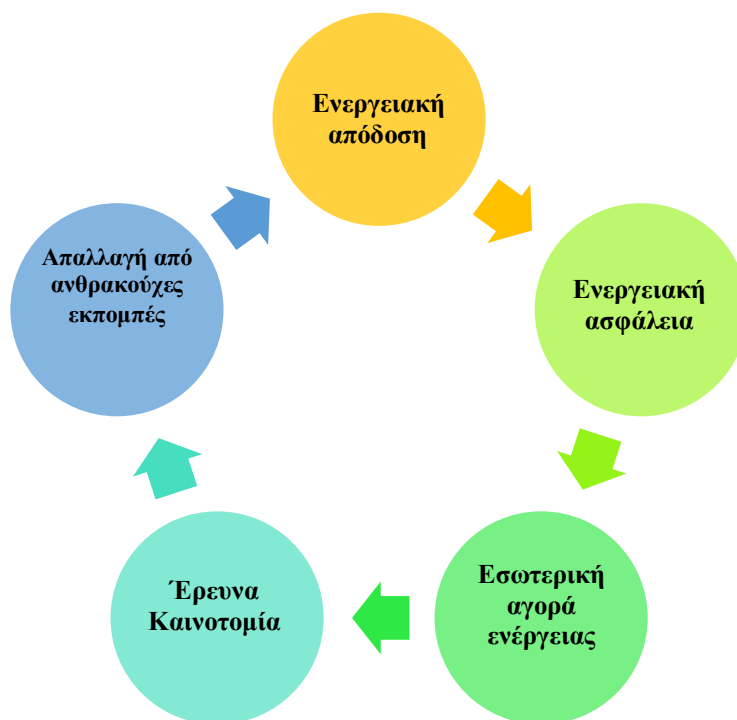 Ενεργειακή
απόδοση
Ενεργειακή
ασφάλεια
Εσωτερική
αγορά
ενέργειας
Έρευνα
Καινοτομία
Απαλλαγή από
ανθρακούχες
εκπομπές